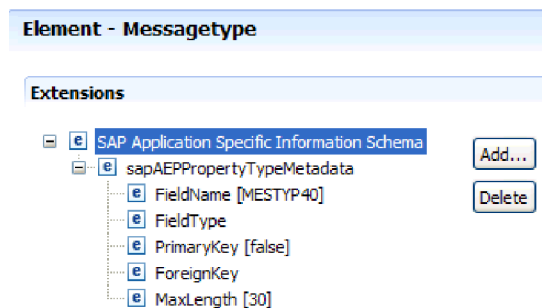 Element - Messagetype
Extensions
SAP Application Specific Information Schema
Add...
sapAEPPropertyTypeMetadata
FieldName [MESTYP40]
Delete
FieldType
PrimaryKey [false]
ForeignKey
MaxLength [30]